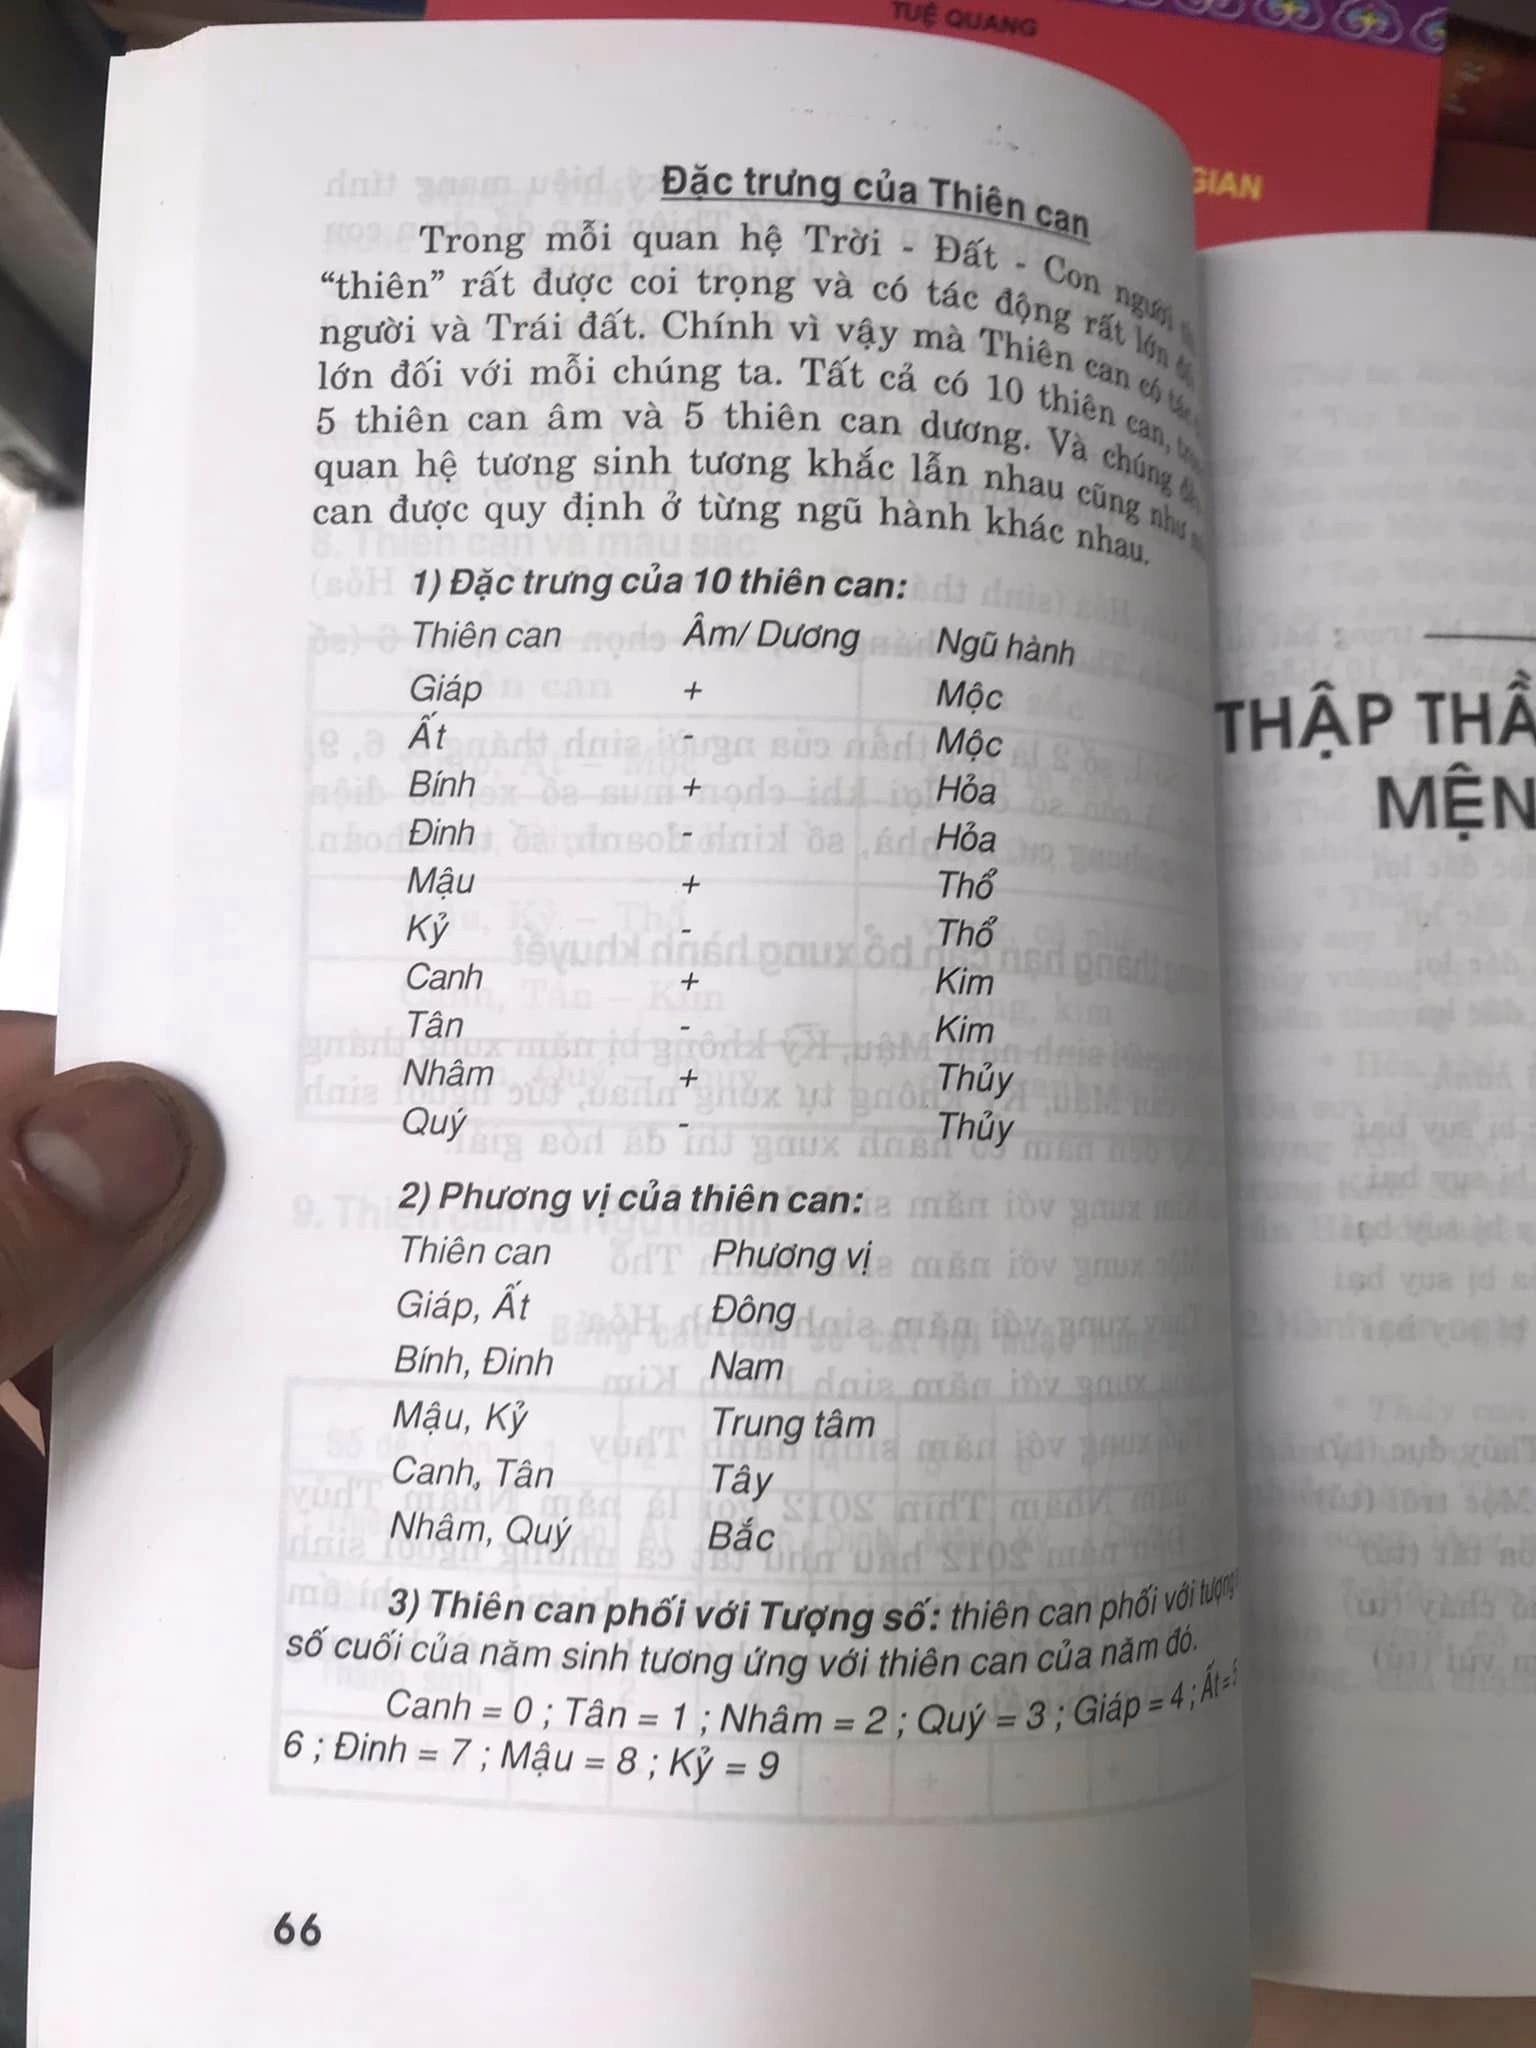 TUỆ QUANG
GIAN
Đặc trưng của Thiên can
Trong mỗi quan hệ Trời - Đất - Con người
“thiên” rất được coi trọng và có tác động rất lớn
người và Trái đất. Chính vì vậy mà Thiên can có tác
lớn đối với mỗi chúng ta. Tất cả có 10 thiên can,
5 thiên can âm và 5 thiên can dương. Và chúng
quan hệ tương sinh tương khắc lẫn nhau cũng như
can được quy định ở từng ngũ hành khác nhau.
1) Đặc trưng của 10 thiên can:
Thiên can Âm/ Dương Ngũ hành
Giáp + Mộc
Ất - Mộc
Bính + Hỏa
Đinh - Hỏa
Mậu + Thổ
Kỷ - Thổ
Canh + Kim
Tân - Kim
Nhâm + Thủy
Quý - Thủy
2) Phương vị của thiên can:
Thiên can Phương vị
Giáp, Ất Đông
Bính, Đinh Nam
Mậu, Kỷ Trung tâm
Canh, Tân Tây
Nhâm, Quý Bắc
3) Thiên can phối với Tượng số: thiên can phối với tượng
số cuối của năm sinh tương ứng với thiên can của năm đó.
Canh = 0 ; Tân = 1 ; Nhâm = 2 ; Quý = 3 ; Giáp = 4 ; Ất =
6 ; Đinh = 7 ; Mậu = 8 ; Kỷ = 9
66
THẬP THẦ
MỆN